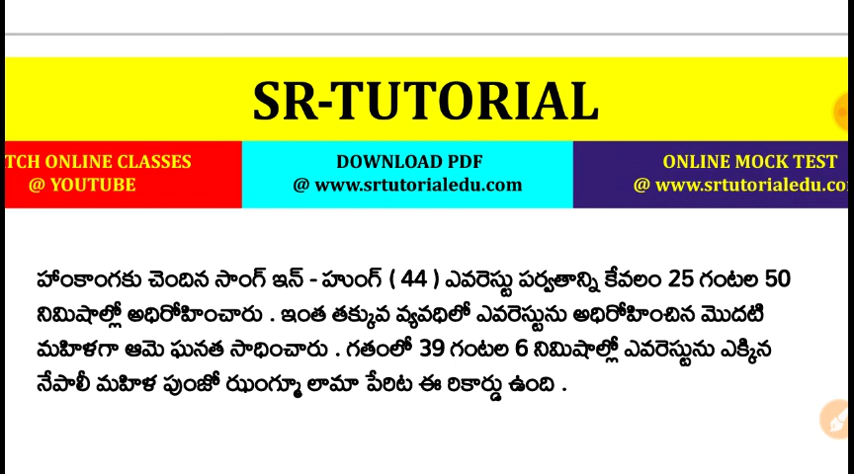 SR-TUTORIAL
TCH ONLINE CLASSES
@ YOUTUBE
DOWNLOAD PDF
@ www.srtutorialedu.com
ONLINE MOCK TEST
@ www.srtutorialedu.co
హాంకాంగకు చెందిన సాంగ్ ఇన్ - హుంగ్ ( 44 ) ఎవరెస్టు పర్వతాన్ని కేవలం 25 గంటల 50
నిమిషాల్లో అధిరోహించారు . ఇంత తక్కువ వ్యవధిలో ఎవరెస్టును అధిరోహించిన మొదటి
మహిళగా ఆమె ఘనత సాధించారు . గతంలో 39 గంటల 6 నిమిషాల్లో ఎవరెస్టును ఎక్కిన
నేపాలీ మహిళ పుంజో ఝంగ్మూ లామా పేరిట ఈ రికార్డు ఉంది .